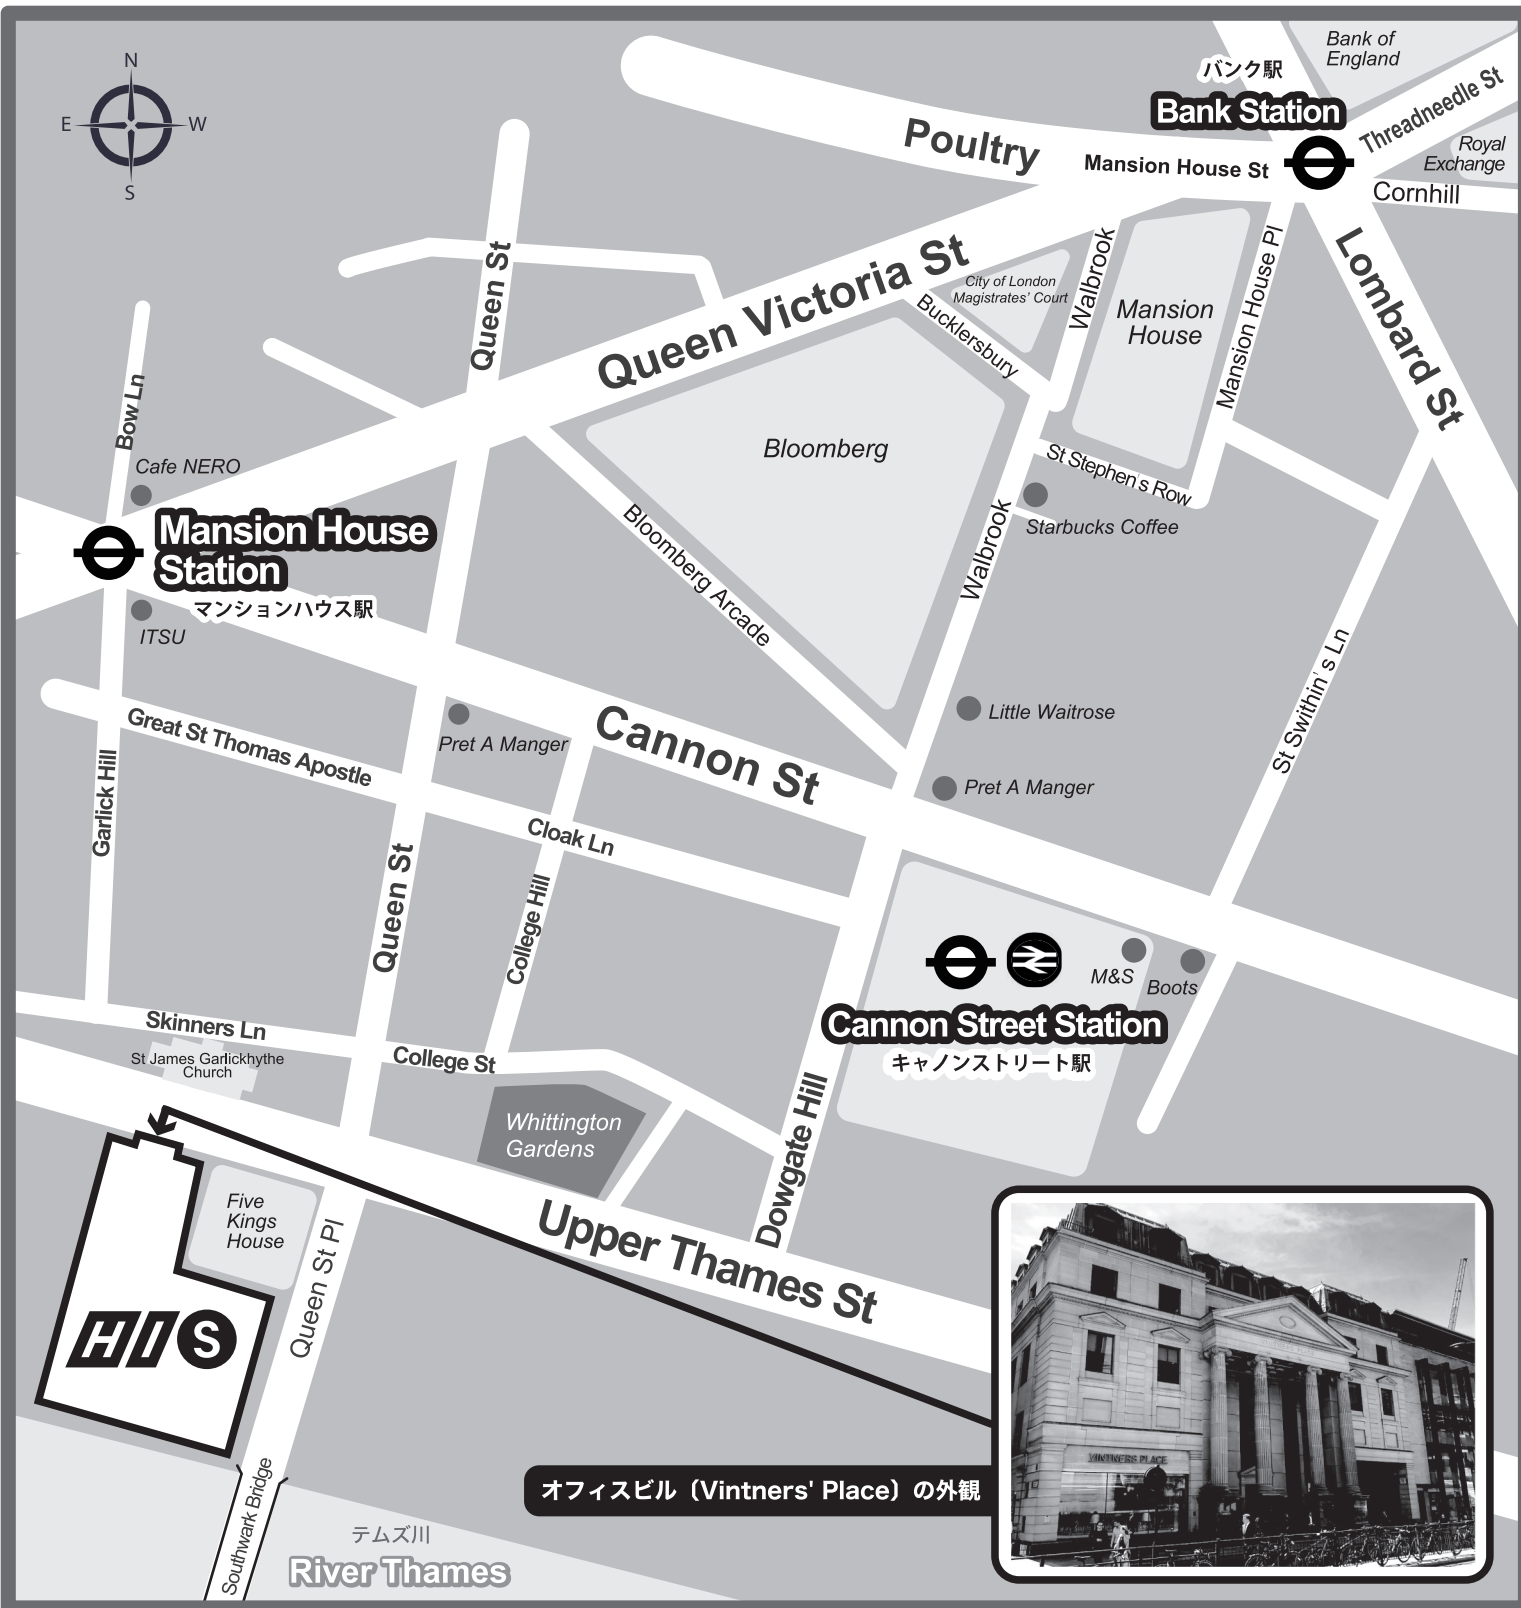 N
E
W
S
Bank of
England
バンク駅
Bank Station
Threadneedle St
Royal
Exchange
Poultry
Mansion House St
Cornhill
Queen St
Queen Victoria St
City of London
Magistrates' Court
Walbrook
Mansion
House
Mansion House Pl
Lombard St
Bucklersbury
Bow Ln
Cafe NERO
Bloomberg
St Stephen's Row
Starbucks Coffee
Mansion House
Station
マンションハウス駅
ITSU
Bloomberg Arcade
Walbrook
St Swithin's Ln
Great St Thomas Apostle
Pret A Manger
Cannon St
Little Waitrose
Pret A Manger
Garlick Hill
Queen St
Cloak Ln
College Hill
M&S
Boots
Cannon Street Station
キャノンストリート駅
Skinners Ln
College St
St James Garlickhythe
Church
Whittington
Gardens
Dowgate Hill
Five
Kings
House
Queen St Pl
Upper Thames St
HIS
VINTNERS PLACE
オフィスビル〔Vintners' Place〕の外観
Southwark Bridge
テムズ川
River Thames